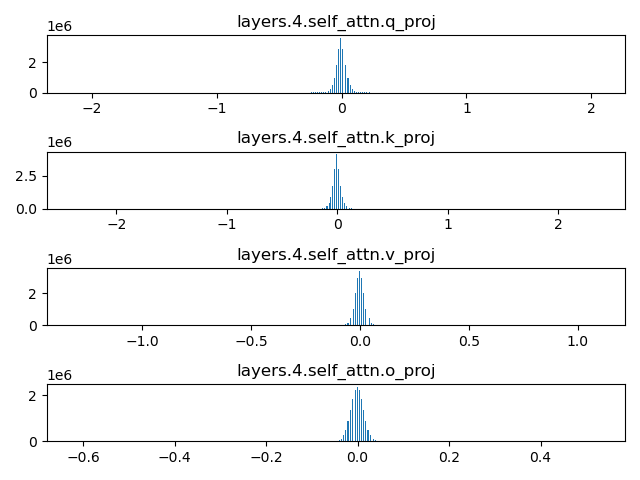 layers.4.self_attn.q_proj
1e6
2
0
−2 −1 0 1 2
layers.4.self_attn.k_proj
1e6
2.5
0.0
−2 −1 0 1 2
layers.4.self_attn.v_proj
1e6
2
0
−1.0 −0.5 0.0 0.5 1.0
layers.4.self_attn.o_proj
1e6
2
0
−0.6 −0.4 −0.2 0.0 0.2 0.4